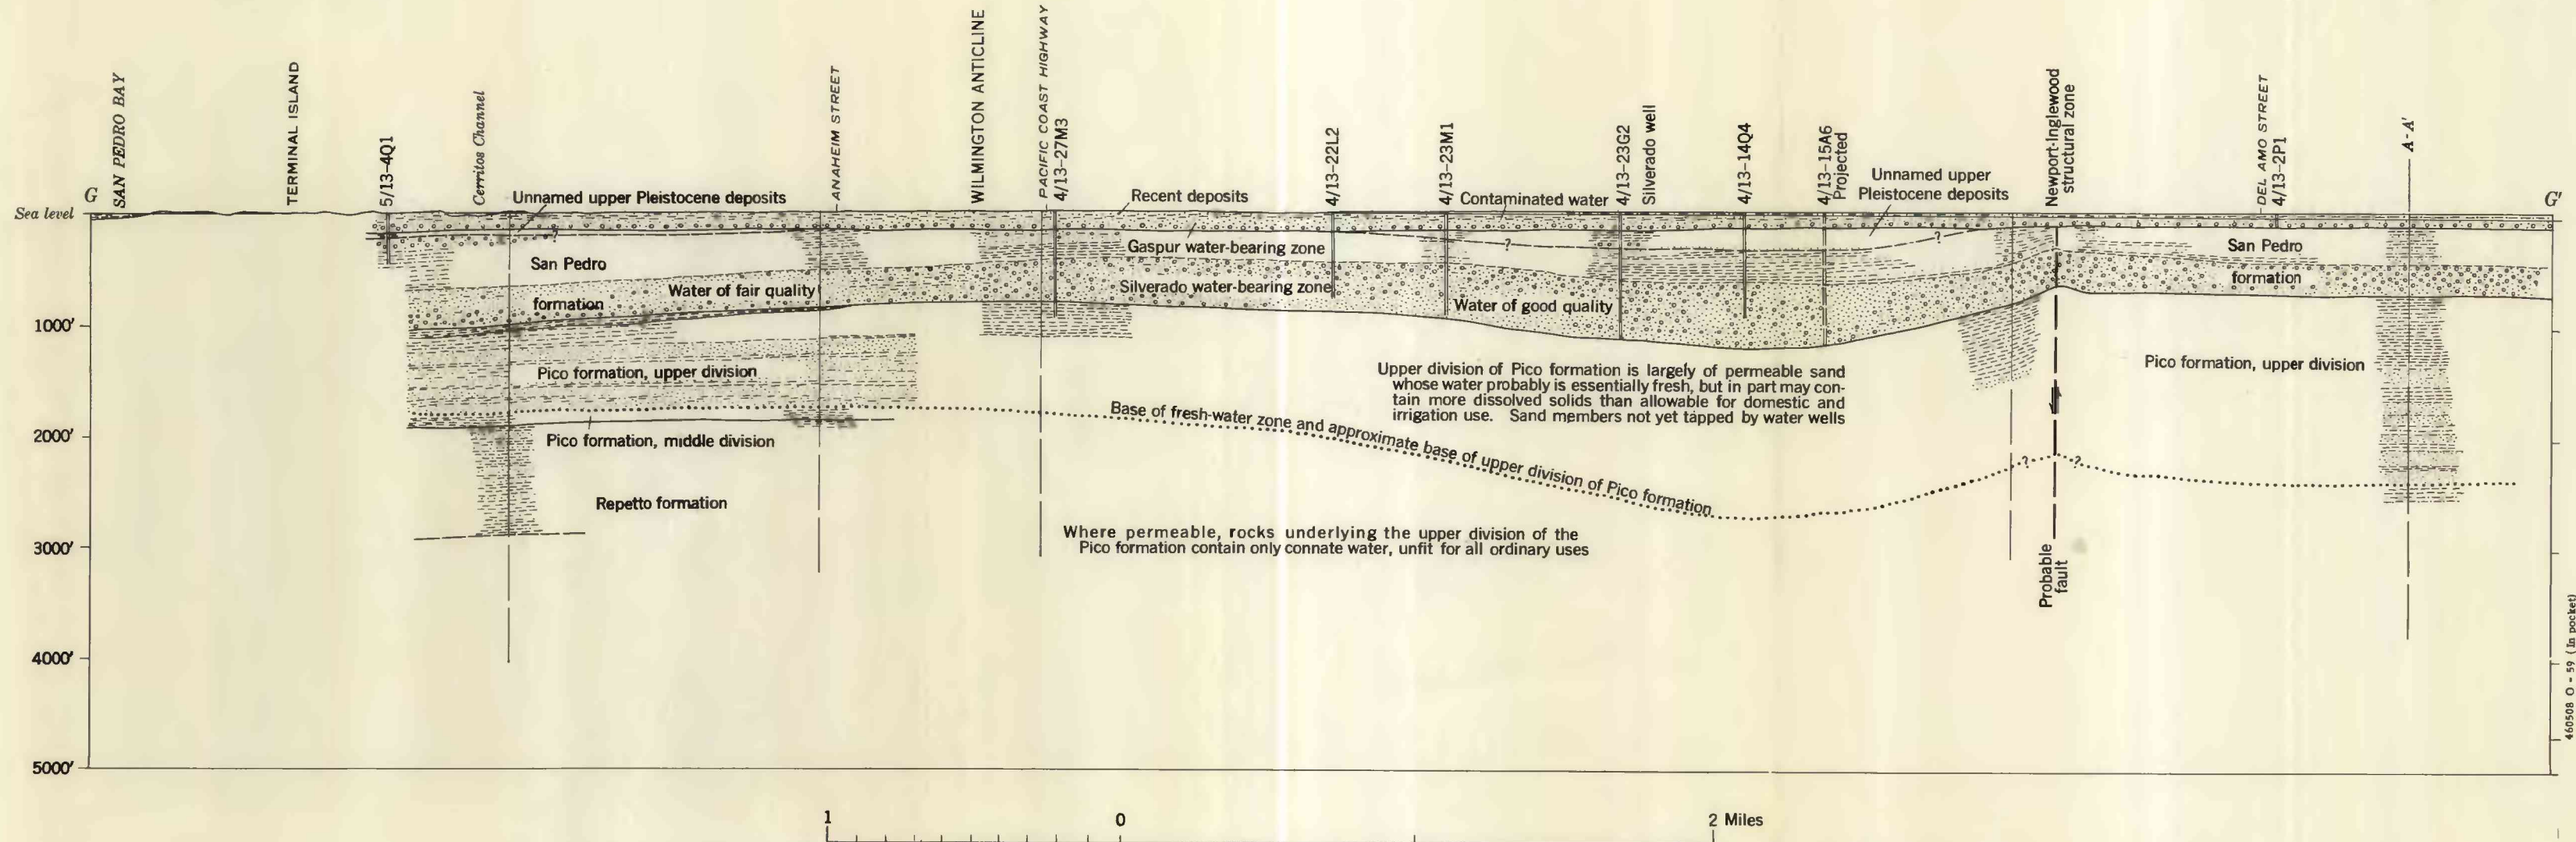 G
SAN PEDRO BAY
TERMINAL ISLAND
5/13-4Q1
Cerritos Channel
ANAHEIM STREET
WILMINGTON ANTICLINE
PACIFIC COAST HIGHWAY
4/13-27M3
4/13-22L2
4/13-23M1
4/13-23G2
Silverado well
4/13-14Q4
4/13-15A6
Projected
Newport-Inglewood
structural zone
DEL AMO STREET
4/13-2P1
A-A'
G'
Sea level
Unnamed upper Pleistocene deposits
Recent deposits
Contaminated water
Unnamed upper
Pleistocene deposits
?
?
?
San Pedro
formation
Gaspur water-bearing zone
Water of fair quality
Silverado water-bearing zone
Water of good quality
San Pedro
formation
1000'
Pico formation, upper division
Upper division of Pico formation is largely of permeable sand
whose water probably is essentially fresh, but in part may con-
tain more dissolved solids than allowable for domestic and
irrigation use. Sand members not yet tapped by water wells
Pico formation, upper division
Base of fresh-water zone and approximate base of upper division of Pico formation
2000'
Pico formation, middle division
? ?
Repetto formation
Where permeable, rocks underlying the upper division of the
Pico formation contain only connate water, unfit for all ordinary uses
3000'
Probable
fault
4000'
5000'
460508 O - 59 (In pocket)
1 0 2 Miles